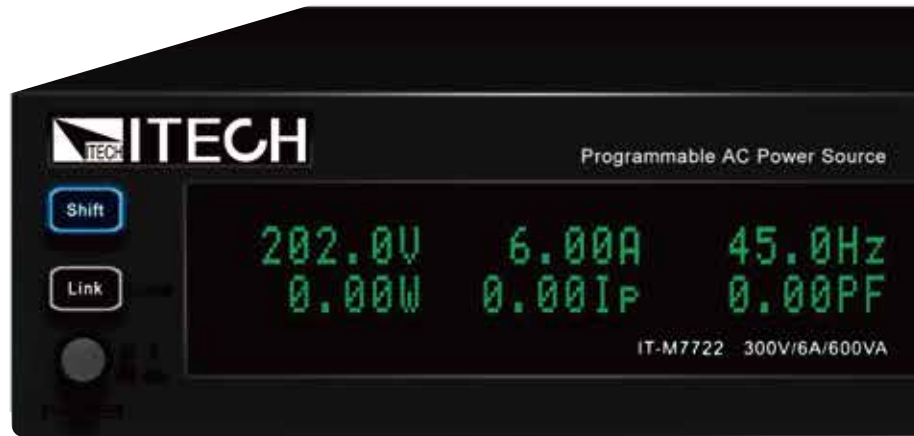 ITECH ITECH
Programmable AC Power Source
Shift
202.0V 6.00A 45.0Hz
Link
0.00W 0.00Ip 0.00PF
IT-M7722 300V/6A/600VA